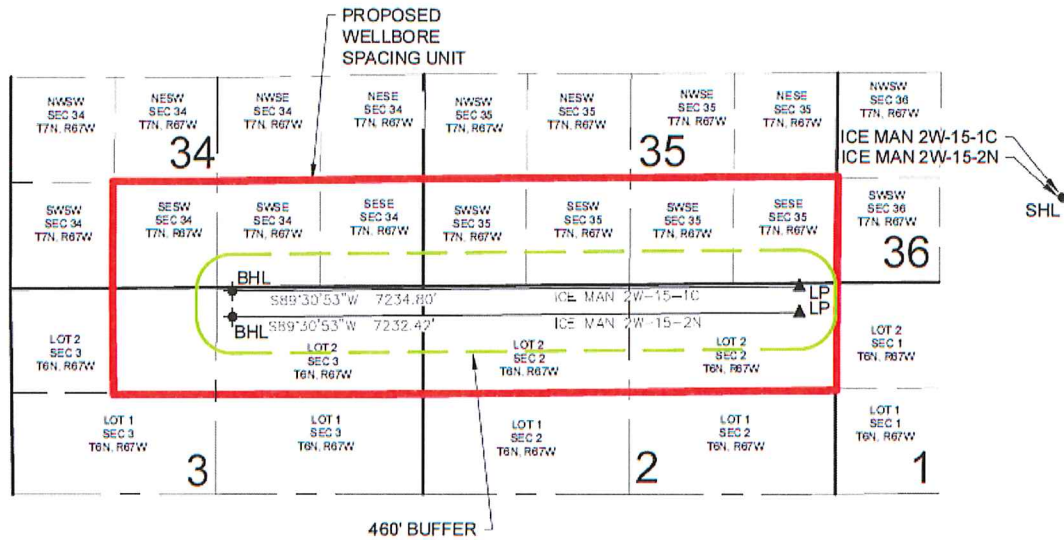 PROPOSED
WELLBORE
SPACING UNIT
NWSW
SEC 34
T7N, R67W
NESW
SEC 34
T7N, R67W
NWSE
SEC 34
T7N, R67W
NESE
SEC 34
T7N, R67W
NWSW
SEC 35
T7N, R67W
NESW
SEC 35
T7N, R67W
NWSE
SEC 35
T7N, R67W
NESE
SEC 35
T7N, R67W
NWSW
SEC 36
T7N, R67W
34
35
ICE MAN 2W-15-1C
ICE MAN 2W-15-2N
SHL
SWSW
SEC 34
T7N, R67W
SESW
SEC 34
T7N, R67W
SWSE
SEC 34
T7N, R67W
SESE
SEC 34
T7N, R67W
SWSW
SEC 35
T7N, R67W
SESW
SEC 35
T7N, R67W
SWSE
SEC 35
T7N, R67W
SESE
SEC 35
T7N, R67W
SWSW
SEC 36
T7N, R67W
36
BHL
S89°30'53"W 7234.80'
ICE MAN 2W-15-1C
LP
BHL
S89°30'53"W 7232.42'
ICE MAN 2W-15-2N
LP
LOT 2
SEC 3
T6N, R67W
LOT 2
SEC 3
T6N, R67W
LOT 2
SEC 2
T6N, R67W
LOT 2
SEC 2
T6N, R67W
LOT 2
SEC 1
T6N, R67W
LOT 1
SEC 3
T6N, R67W
LOT 1
SEC 3
T6N, R67W
LOT 1
SEC 2
T6N, R67W
LOT 1
SEC 2
T6N, R67W
LOT 1
SEC 1
T6N, R67W
3
2
1
460' BUFFER